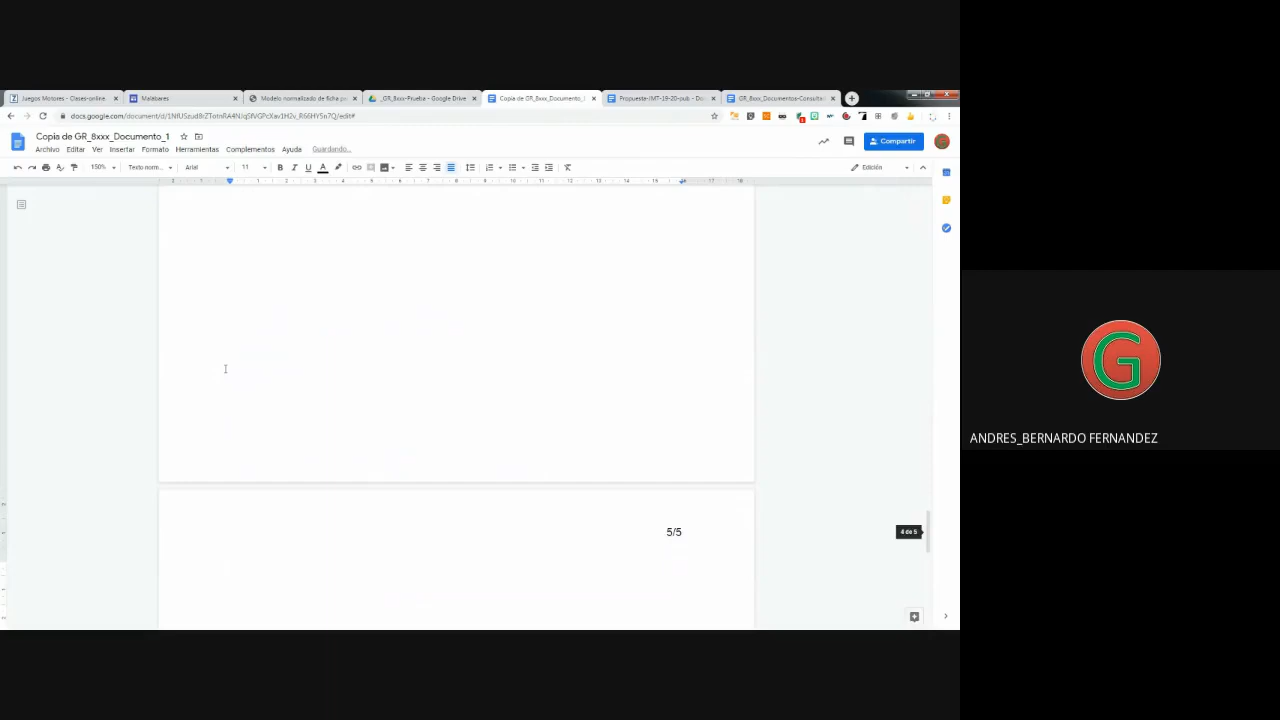 Juegos Motores - Clases-online.
Malabares
Modelo normalizado de ficha pa
_GR_8xxx-Prueba - Google Drive
Copia de GR_8xxx_Documento_1
Propuesta-IMT-19-20-pub - Do
GR_8xxx_Documentos-Consulta
Copia de GR_8xxx_Documento_1
Archivo Editar Ver Insertar Formato Herramientas Complementos Ayuda Guardando...
Compartir
150% Texto norm... Arial 11
Edición
5/5
4 de 5
G
ANDRES_BERNARDO FERNANDEZ